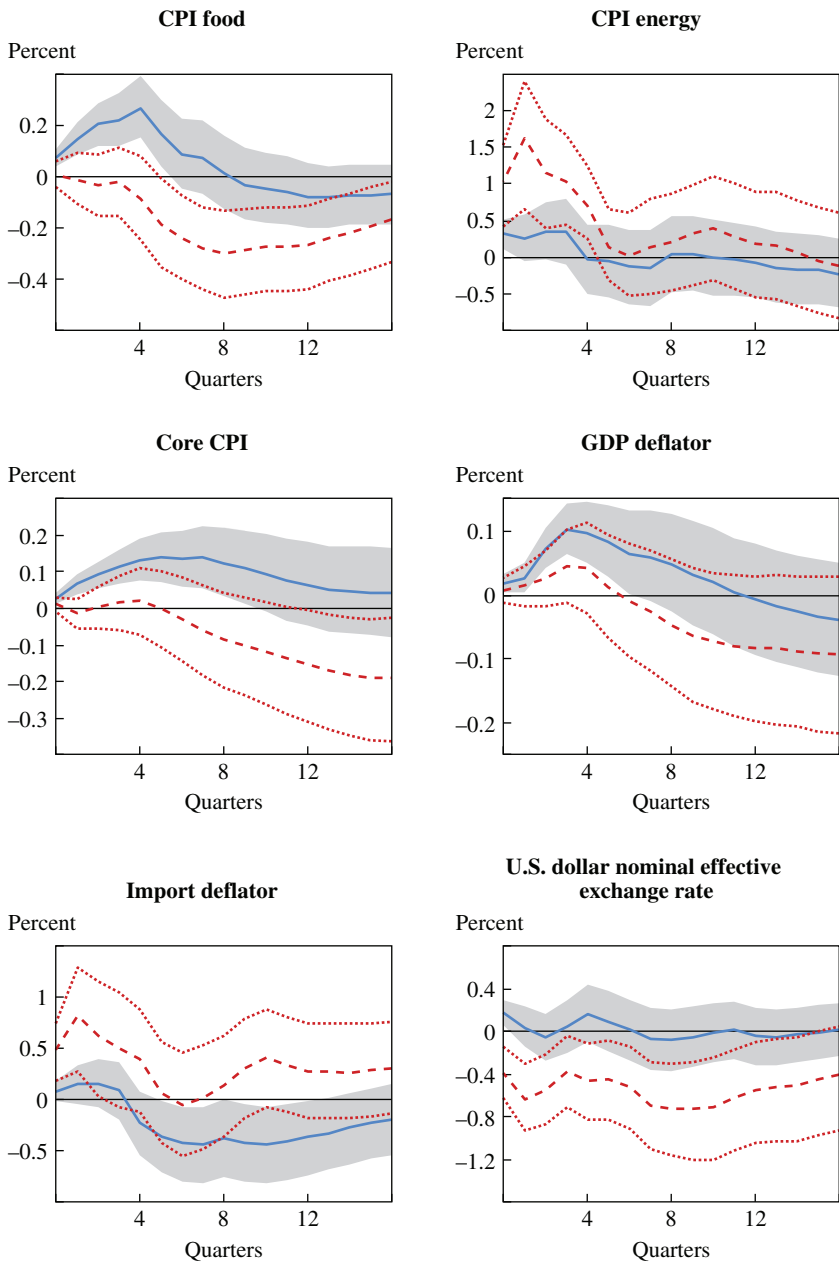 CPI food
Percent
0.2
0
–0.2
–0.4
4 8 12
Quarters
CPI energy
Percent
2
1.5
1
0.5
0
–0.5
4 8 12
Quarters
Core CPI
Percent
0.2
0.1
0
–0.1
–0.2
–0.3
4 8 12
Quarters
GDP deflator
Percent
0.1
0
–0.1
–0.2
4 8 12
Quarters
Import deflator
Percent
1
0.5
0
–0.5
4 8 12
Quarters
U.S. dollar nominal effective
exchange rate
Percent
0.4
0
–0.4
–0.8
–1.2
4 8 12
Quarters